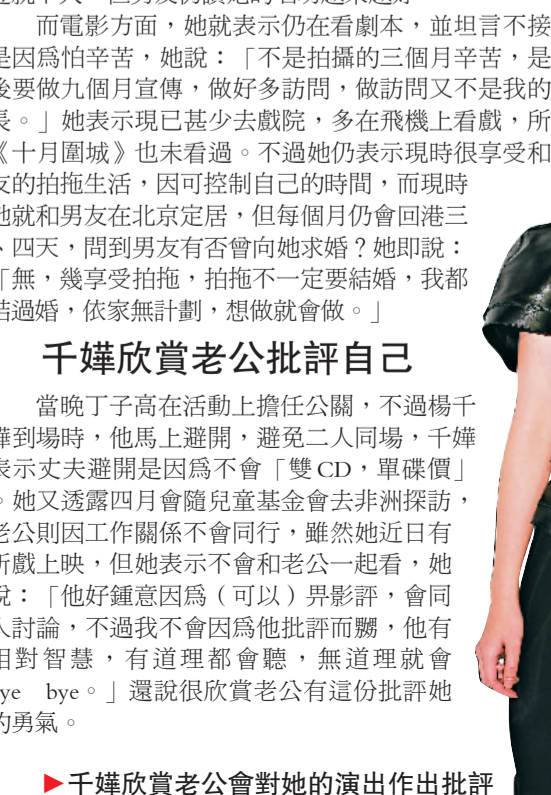 而電影方面，她就表示仍在看劇本，並坦言不接
是因為怕辛苦，她說：「不是拍攝的三個月辛苦，是
後要做九個月宣傳，做好多訪問，做訪問又不是我的
長。」她表示現已甚少去戲院，多在飛機上看戲，所
《十月圍城》也未看過。不過她仍表示現時很享受和
友的拍拖生活，因可控制自己的時間，而現時
她就和男友在北京定居，但每個月仍會回港三
、四天，問到男友有否曾向她求婚？她即說：
「無，幾享受拍拖，拍拖不一定要結婚，我都
結過婚，依家無計劃，想做就會做。」
千嬅欣賞老公批評自己
當晚丁子高在活動上擔任公關，不過楊千
嬅到場時，他馬上避開，避免二人同場，千嬅
表示丈夫避開是因為不會「雙CD，單碟價」
。她又透露四月會隨兒童基金會去非洲探訪，
老公則因工作關係不會同行，雖然她近日有
新戲上映，但她表示不會和老公一起看，她
說：「他好鍾意因為（可以）畀影評，會同
人討論，不過我不會因為他批評而嬲，他有
相對智慧，有道理都會聽，無道理就會
bye bye。」還說很欣賞老公有這份批評她
的勇氣。
▶千嬅欣賞老公會對她的演出作出批評